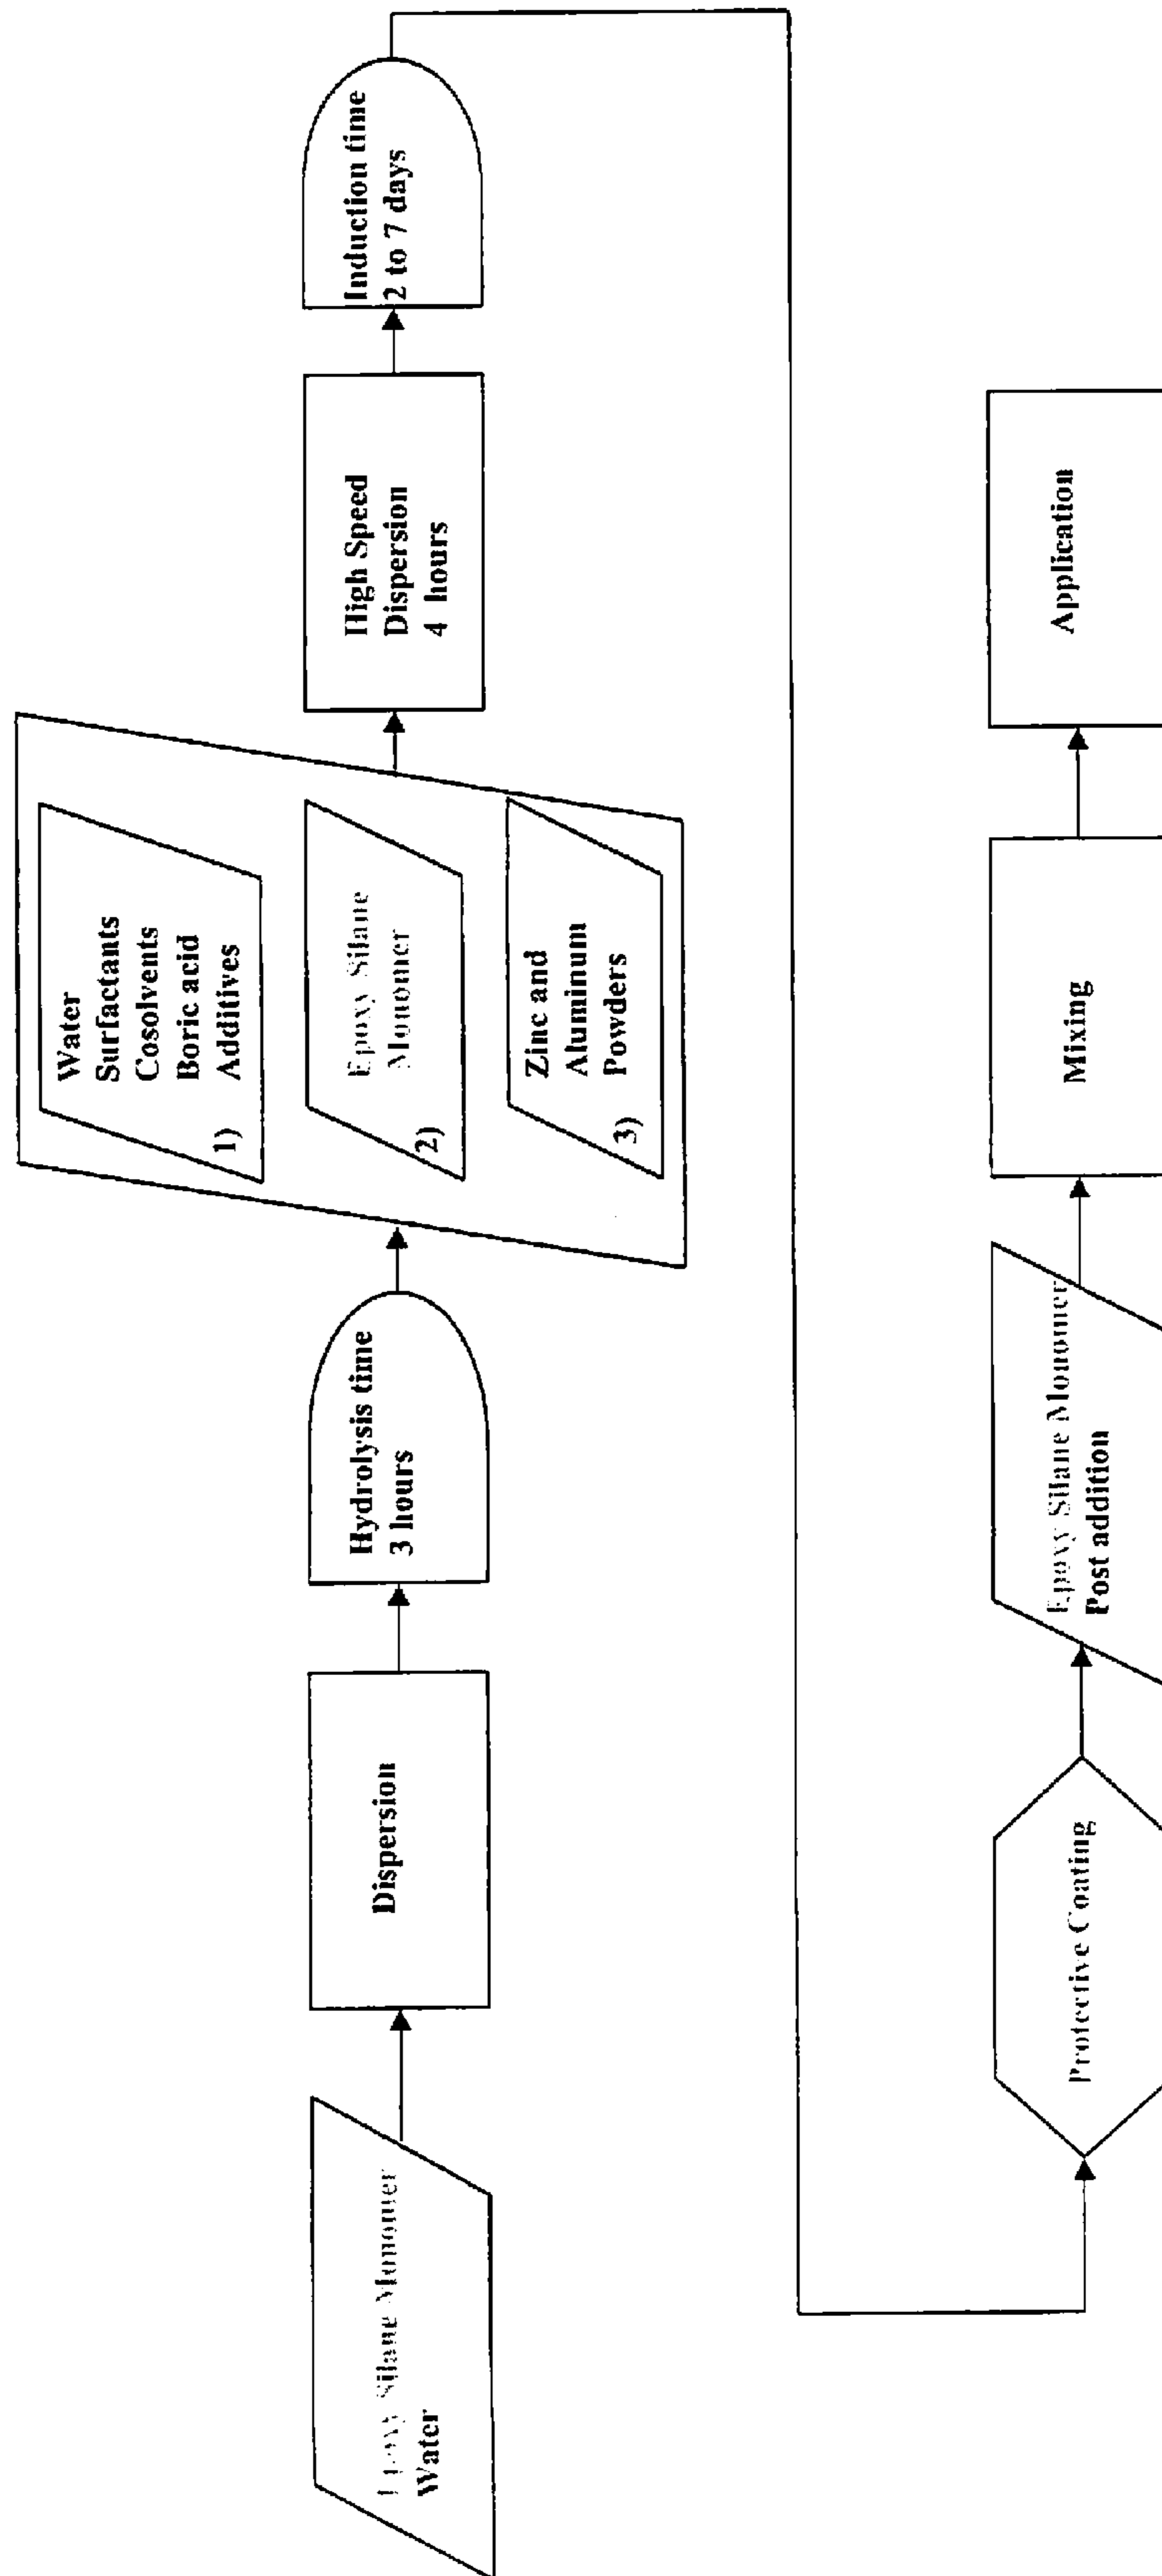 Epoxy Silane Monomer
Water
Dispersion
Hydrolysis time
3 hours
Water
Surfactants
Cosolvents
Boric acid
Additives
1)
Epoxy Silane
Monomer
2)
Zinc and
Aluminum
Powders
3)
High Speed
Dispersion
4 hours
Induction time
2 to 7 days
Protective Coating
Epoxy Silane Monomer
Post addition
Mixing
Application